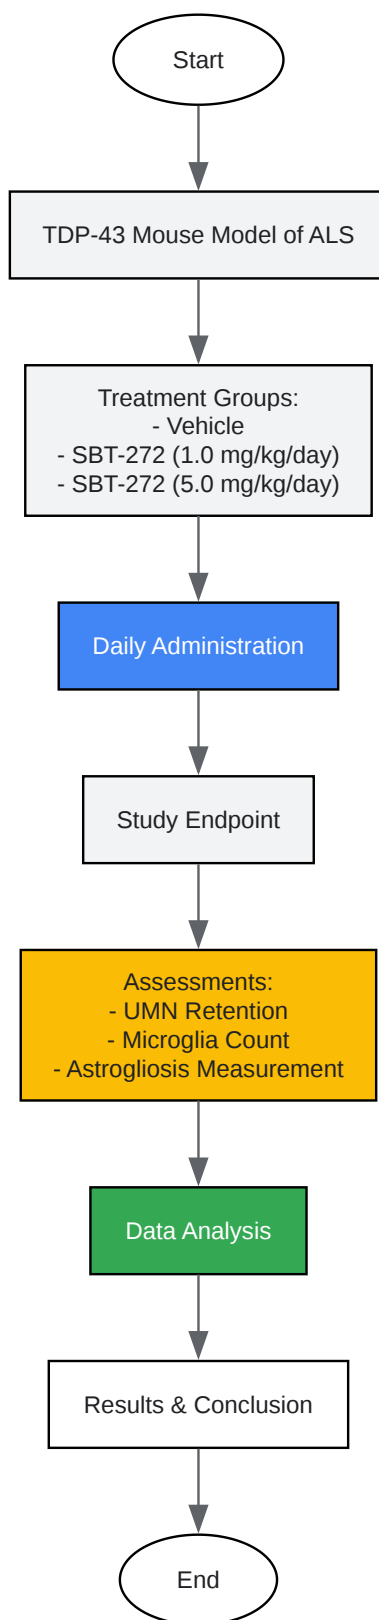 Start
TDP-43 Mouse Model of ALS
Treatment Groups:
- Vehicle
- SBT-272 (1.0 mg/kg/day)
- SBT-272 (5.0 mg/kg/day)
Daily Administration
Study Endpoint
Assessments:
- UMN Retention
- Microglia Count
- Astrogliosis Measurement
Data Analysis
Results & Conclusion
End